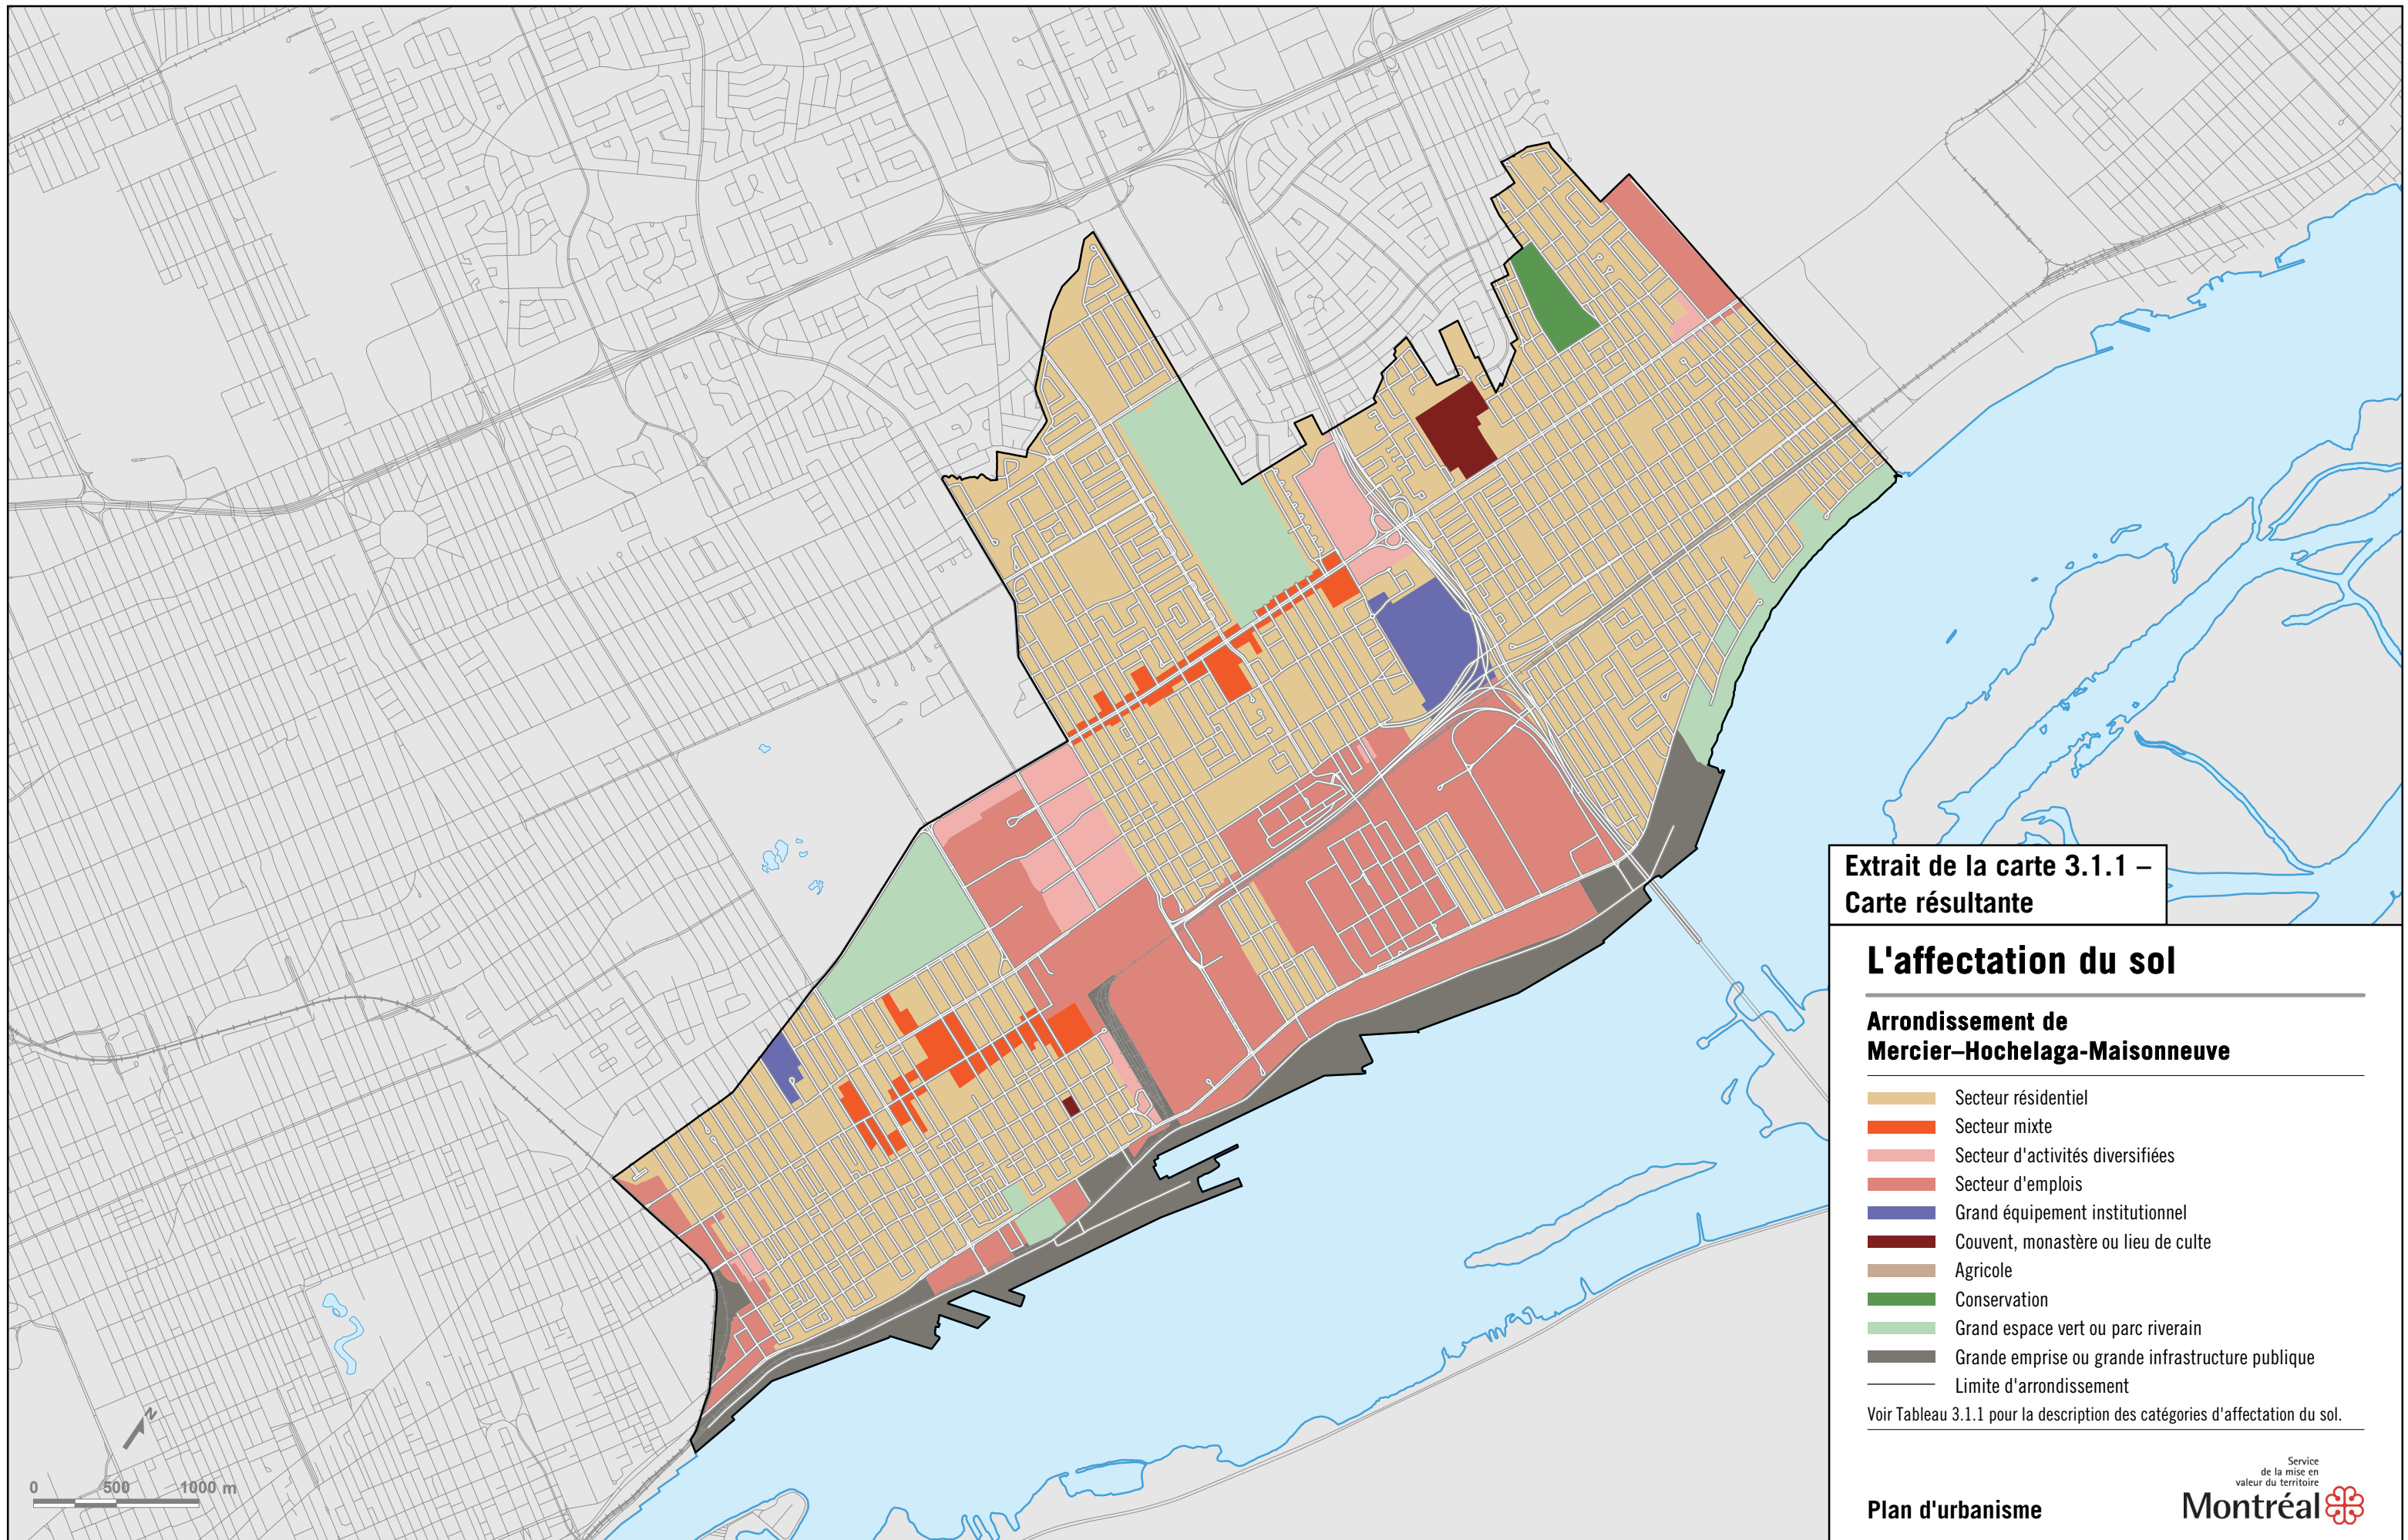 Extrait de la carte 3.1.1 –
Carte résultante
L'affectation du sol
Arrondissement de
Mercier–Hochelaga-Maisonneuve
Secteur résidentiel
Secteur mixte
Secteur d'activités diversifiées
Secteur d'emplois
Grand équipement institutionnel
Couvent, monastère ou lieu de culte
Agricole
Conservation
Grand espace vert ou parc riverain
Grande emprise ou grande infrastructure publique
Limite d'arrondissement
Voir Tableau 3.1.1 pour la description des catégories d'affectation du sol.
Service
de la mise en
valeur du territoire
Plan d'urbanisme
Montréal
N
0 500 1000 m